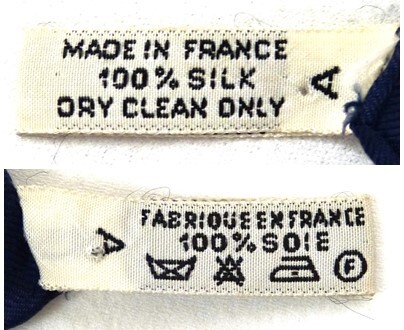 MADE IN FRANCE
100% SILK
DRY CLEAN ONLY
A
FABRIQUE EN FRANCE
100% SOIE
A
F